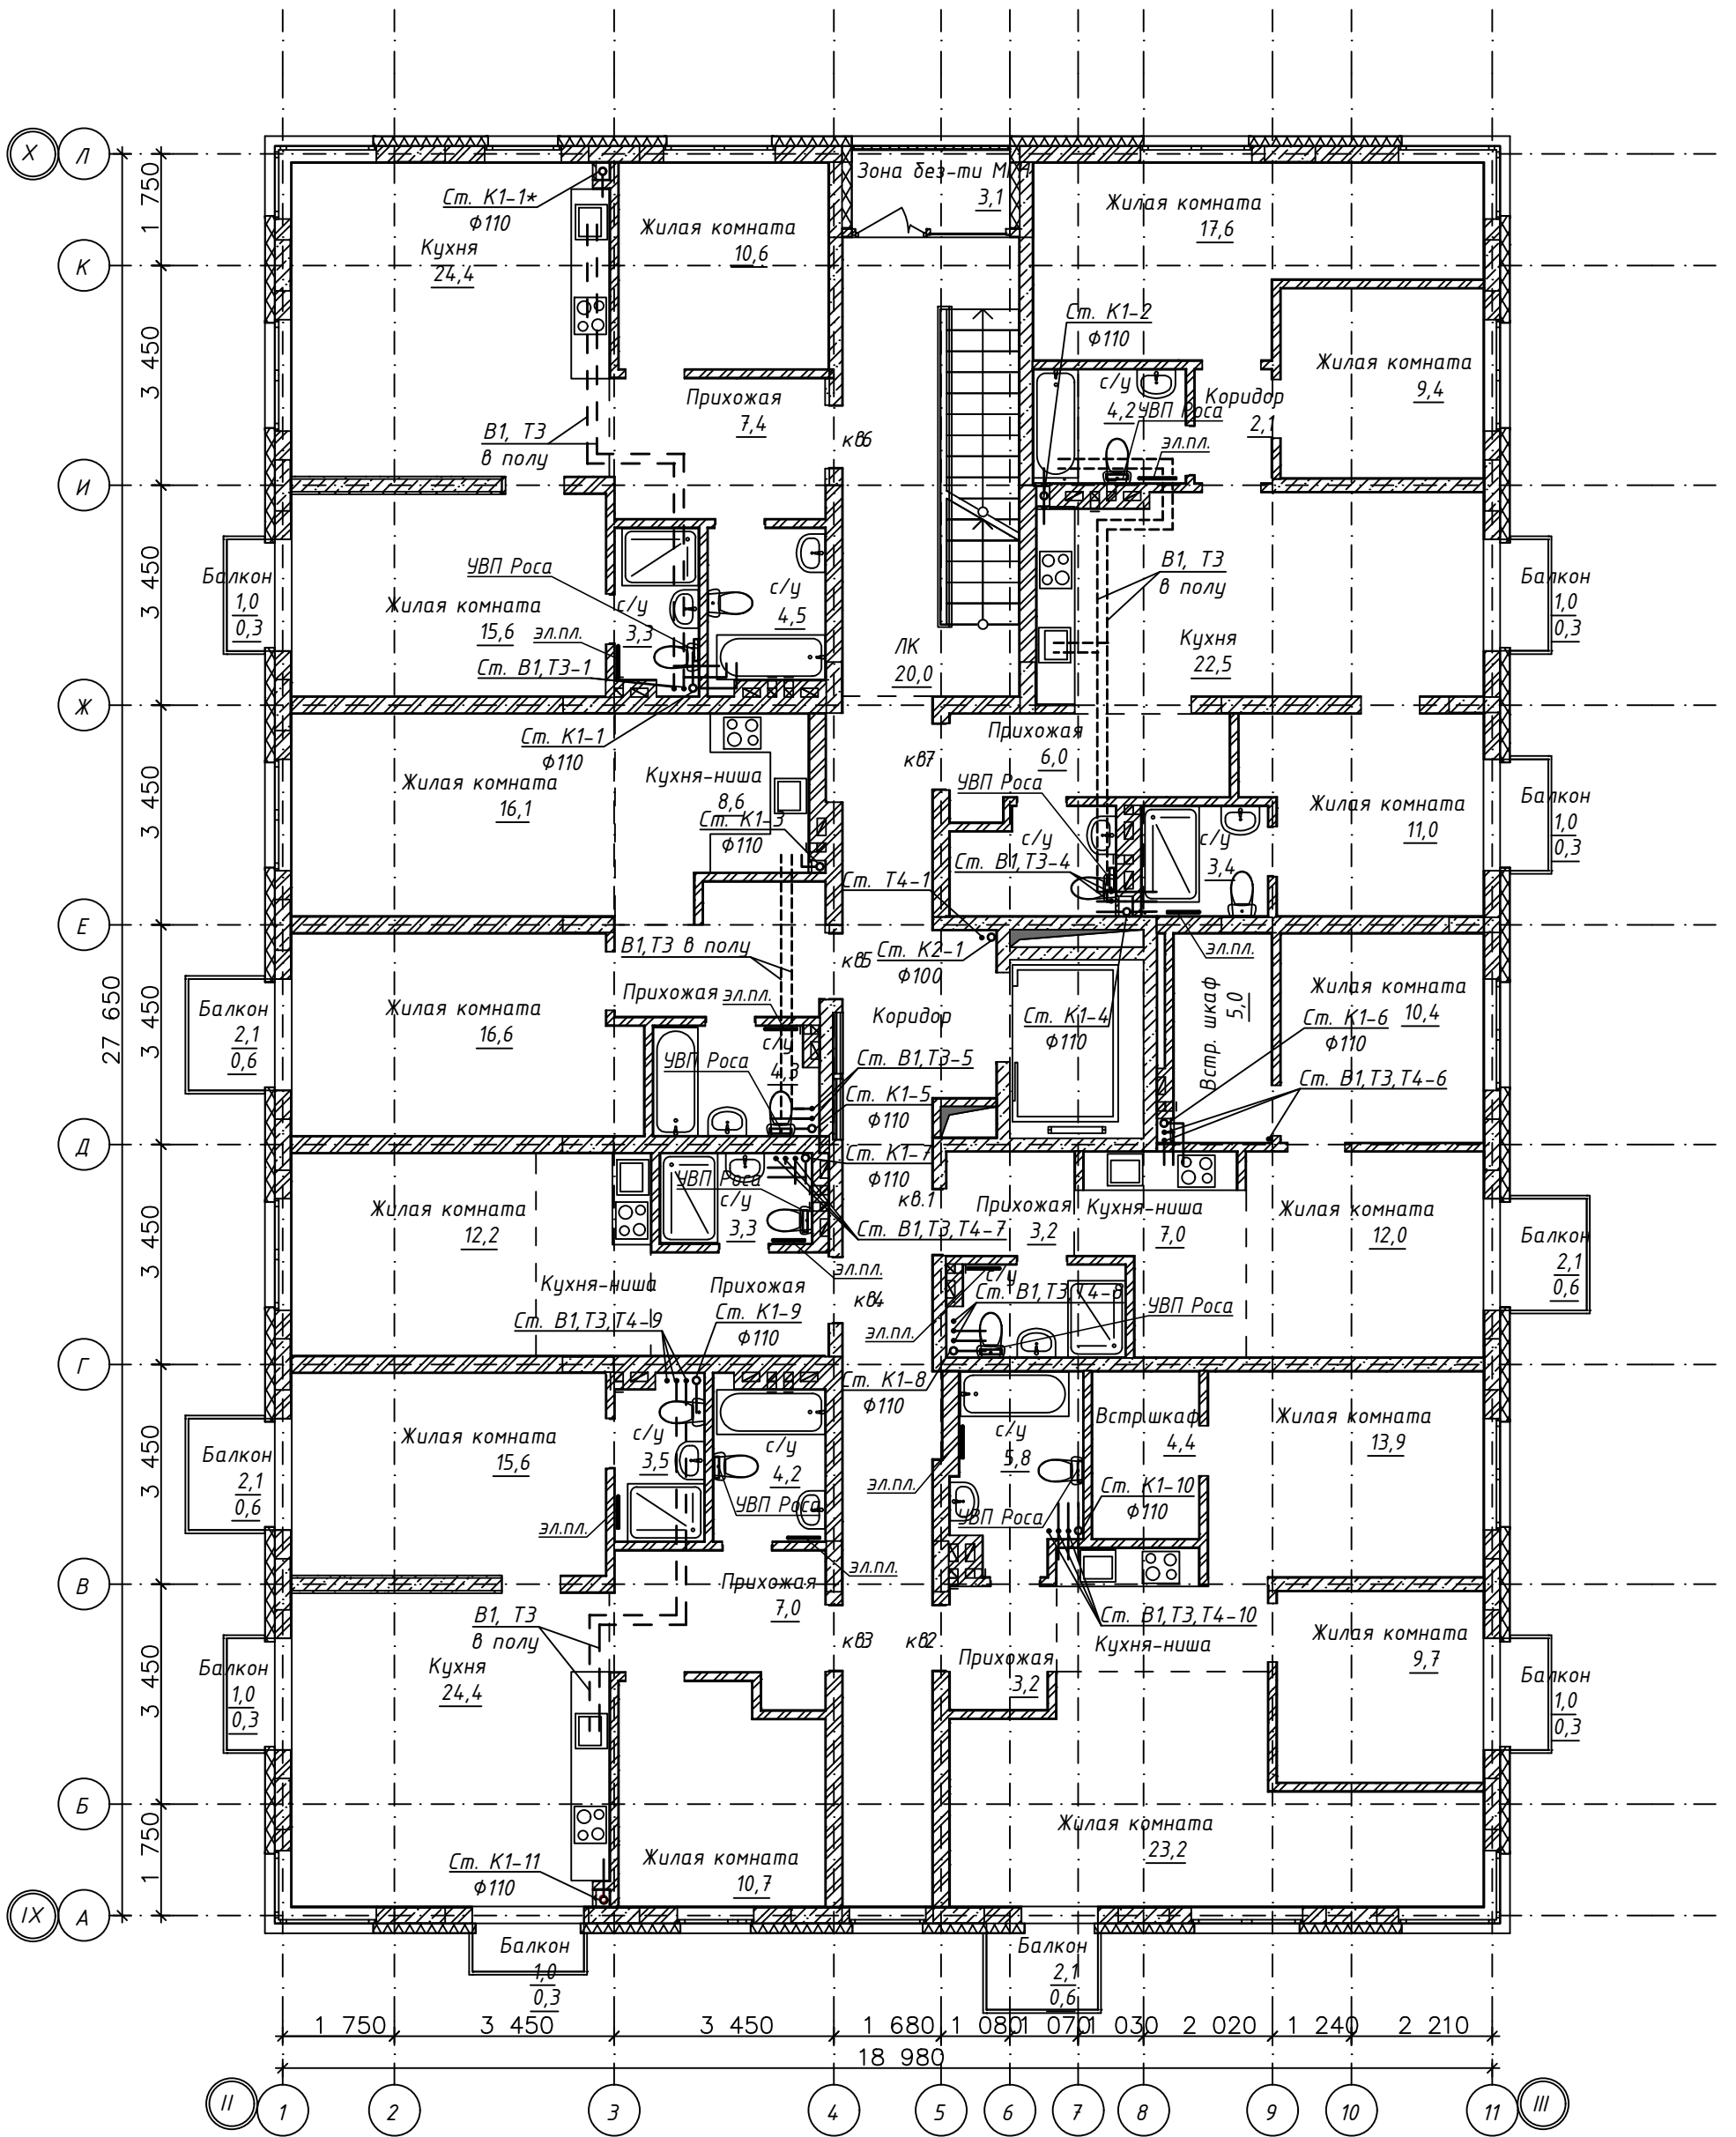 X
Л
К
И
Ж
Е
Д
Г
В
Б
IX
А
1 750
3 450
3 450
3 450
3 450
3 450
3 450
3 450
1 750
27 650
Ст. К1-1*
Ф110
Кухня
24,4
Жилая комната
10,6
Зона без-ти М
3,1
Жилая комната
17,6
Ст. К1-2
Ф110
Жилая комната
9,4
Прихожая
7,4
В1, Т3
в полу
кв6
с/у
4,2
УВП Роса
Коридор
2,1
эл.пл.
УВП Роса
Балкон
1,0
0,3
Жилая комната
15,6
с/у
3,3
эл.пл.
с/у
4,5
Ст. В1,Т3-1
ЛК
20,0
В1, Т3
в полу
Кухня
22,5
Балкон
1,0
0,3
Ст. К1-1
Ф110
Жилая комната
16,1
Кухня-ниша
8,6
Ст. К1-3
Ф110
кв7
Прихожая
6,0
УВП Роса
с/у
Ст. В1,Т3-4
с/у
3,4
Жилая комната
11,0
Балкон
1,0
0,3
Ст. Т4-1
В1,Т3 в полу
кв5
Ст. К2-1
Ф100
эл.пл.
Балкон
2,1
0,6
Жилая комната
16,6
Прихожая
эл.пл.
с/у
4,3
УВП Роса
Коридор
Ст. К1-4
Ф110
Встр. шкаф
5,0
Жилая комната
10,4
Ст. К1-6
Ф110
Ст. В1,Т3-5
Ст. К1-5
Ф110
Ст. В1,Т3,Т4-6
Ст. К1-7
Ф110
УВП Роса
с/у
3,3
Жилая комната
12,2
кв.1
Прихожая
3,2
Кухня-ниша
7,0
Жилая комната
12,0
Ст. В1,Т3,Т4-7
эл.пл.
Балкон
2,1
0,6
Кухня-ниша
Прихожая
кв4
Ст. В1,Т3,Т4-9
Ст. К1-9
Ф110
с/у
Ст. В1,Т3,Т4-8
УВП Роса
эл.пл.
Ст. К1-8
Ф110
Балкон
2,1
0,6
Жилая комната
15,6
с/у
3,5
с/у
4,2
УВП Роса
эл.пл.
эл.пл.
эл.пл.
с/у
5,8
УВП Роса
Встр.шкаф
4,4
Жилая комната
13,9
Ст. К1-10
Ф110
Прихожая
7,0
В1, Т3
в полу
кв3
кв2
Ст. В1,Т3,Т4-10
Кухня-ниша
Прихожая
3,2
Жилая комната
9,7
Балкон
1,0
0,3
Кухня
24,4
Балкон
1,0
0,3
Ст. К1-11
Ф110
Жилая комната
10,7
Жилая комната
23,2
Балкон
1,0
0,3
Балкон
2,1
0,6
1 750
3 450
3 450
1 680
1 080
1 070
1 030
2 020
1 240
2 210
18 980
II
1
2
3
4
5
6
7
8
9
10
11
III